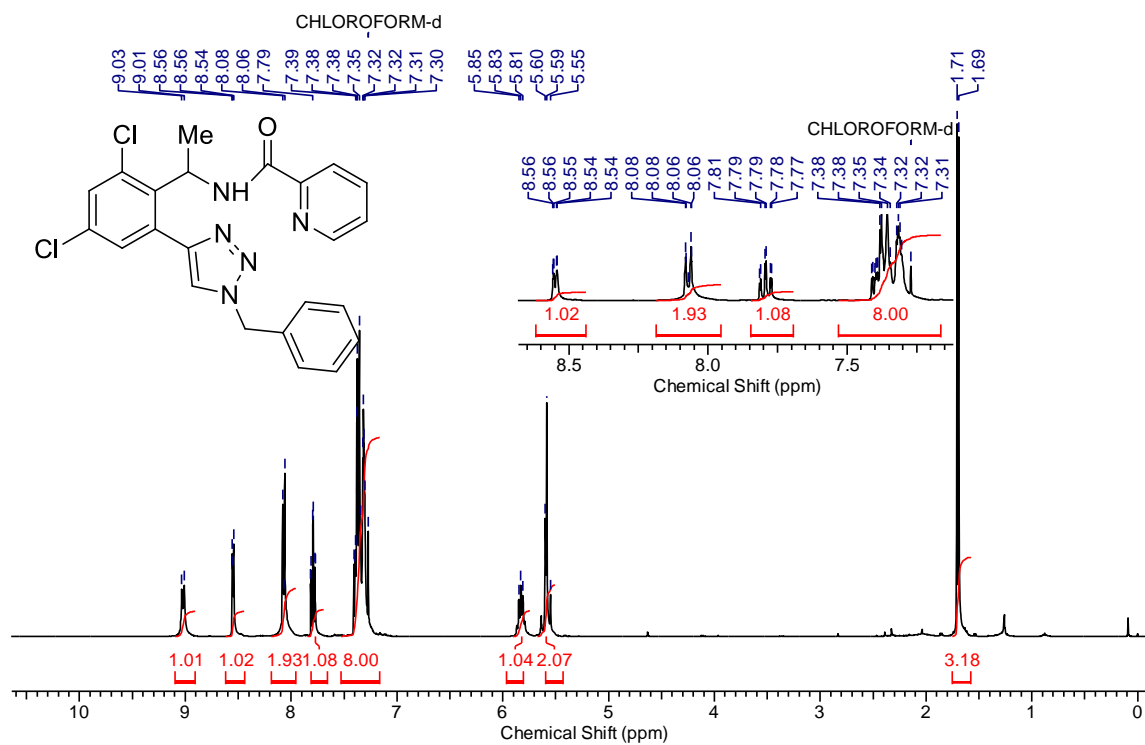 CHLOROFORM-d
9.03 9.01 8.56 8.56 8.54 8.08 8.06 7.79 7.39 7.38 7.38 7.35 7.32 7.32 7.31 7.30 5.85 5.83 5.81 5.60 5.59 5.55 1.71 1.69
Cl Me O
NH
N
Cl
N
N
N
CHLOROFORM-d
8.56 8.56 8.55 8.54 8.54 8.08 8.08 8.06 8.06 7.81 7.79 7.79 7.78 7.77 7.38 7.38 7.35 7.34 7.32 7.32 7.31
1.02 1.93 1.08 8.00
8.5 8.0 7.5
Chemical Shift (ppm)
1.01 1.02 1.93 1.08 8.00 1.04 2.07 3.18
10 9 8 7 6 5 4 3 2 1 0
Chemical Shift (ppm)